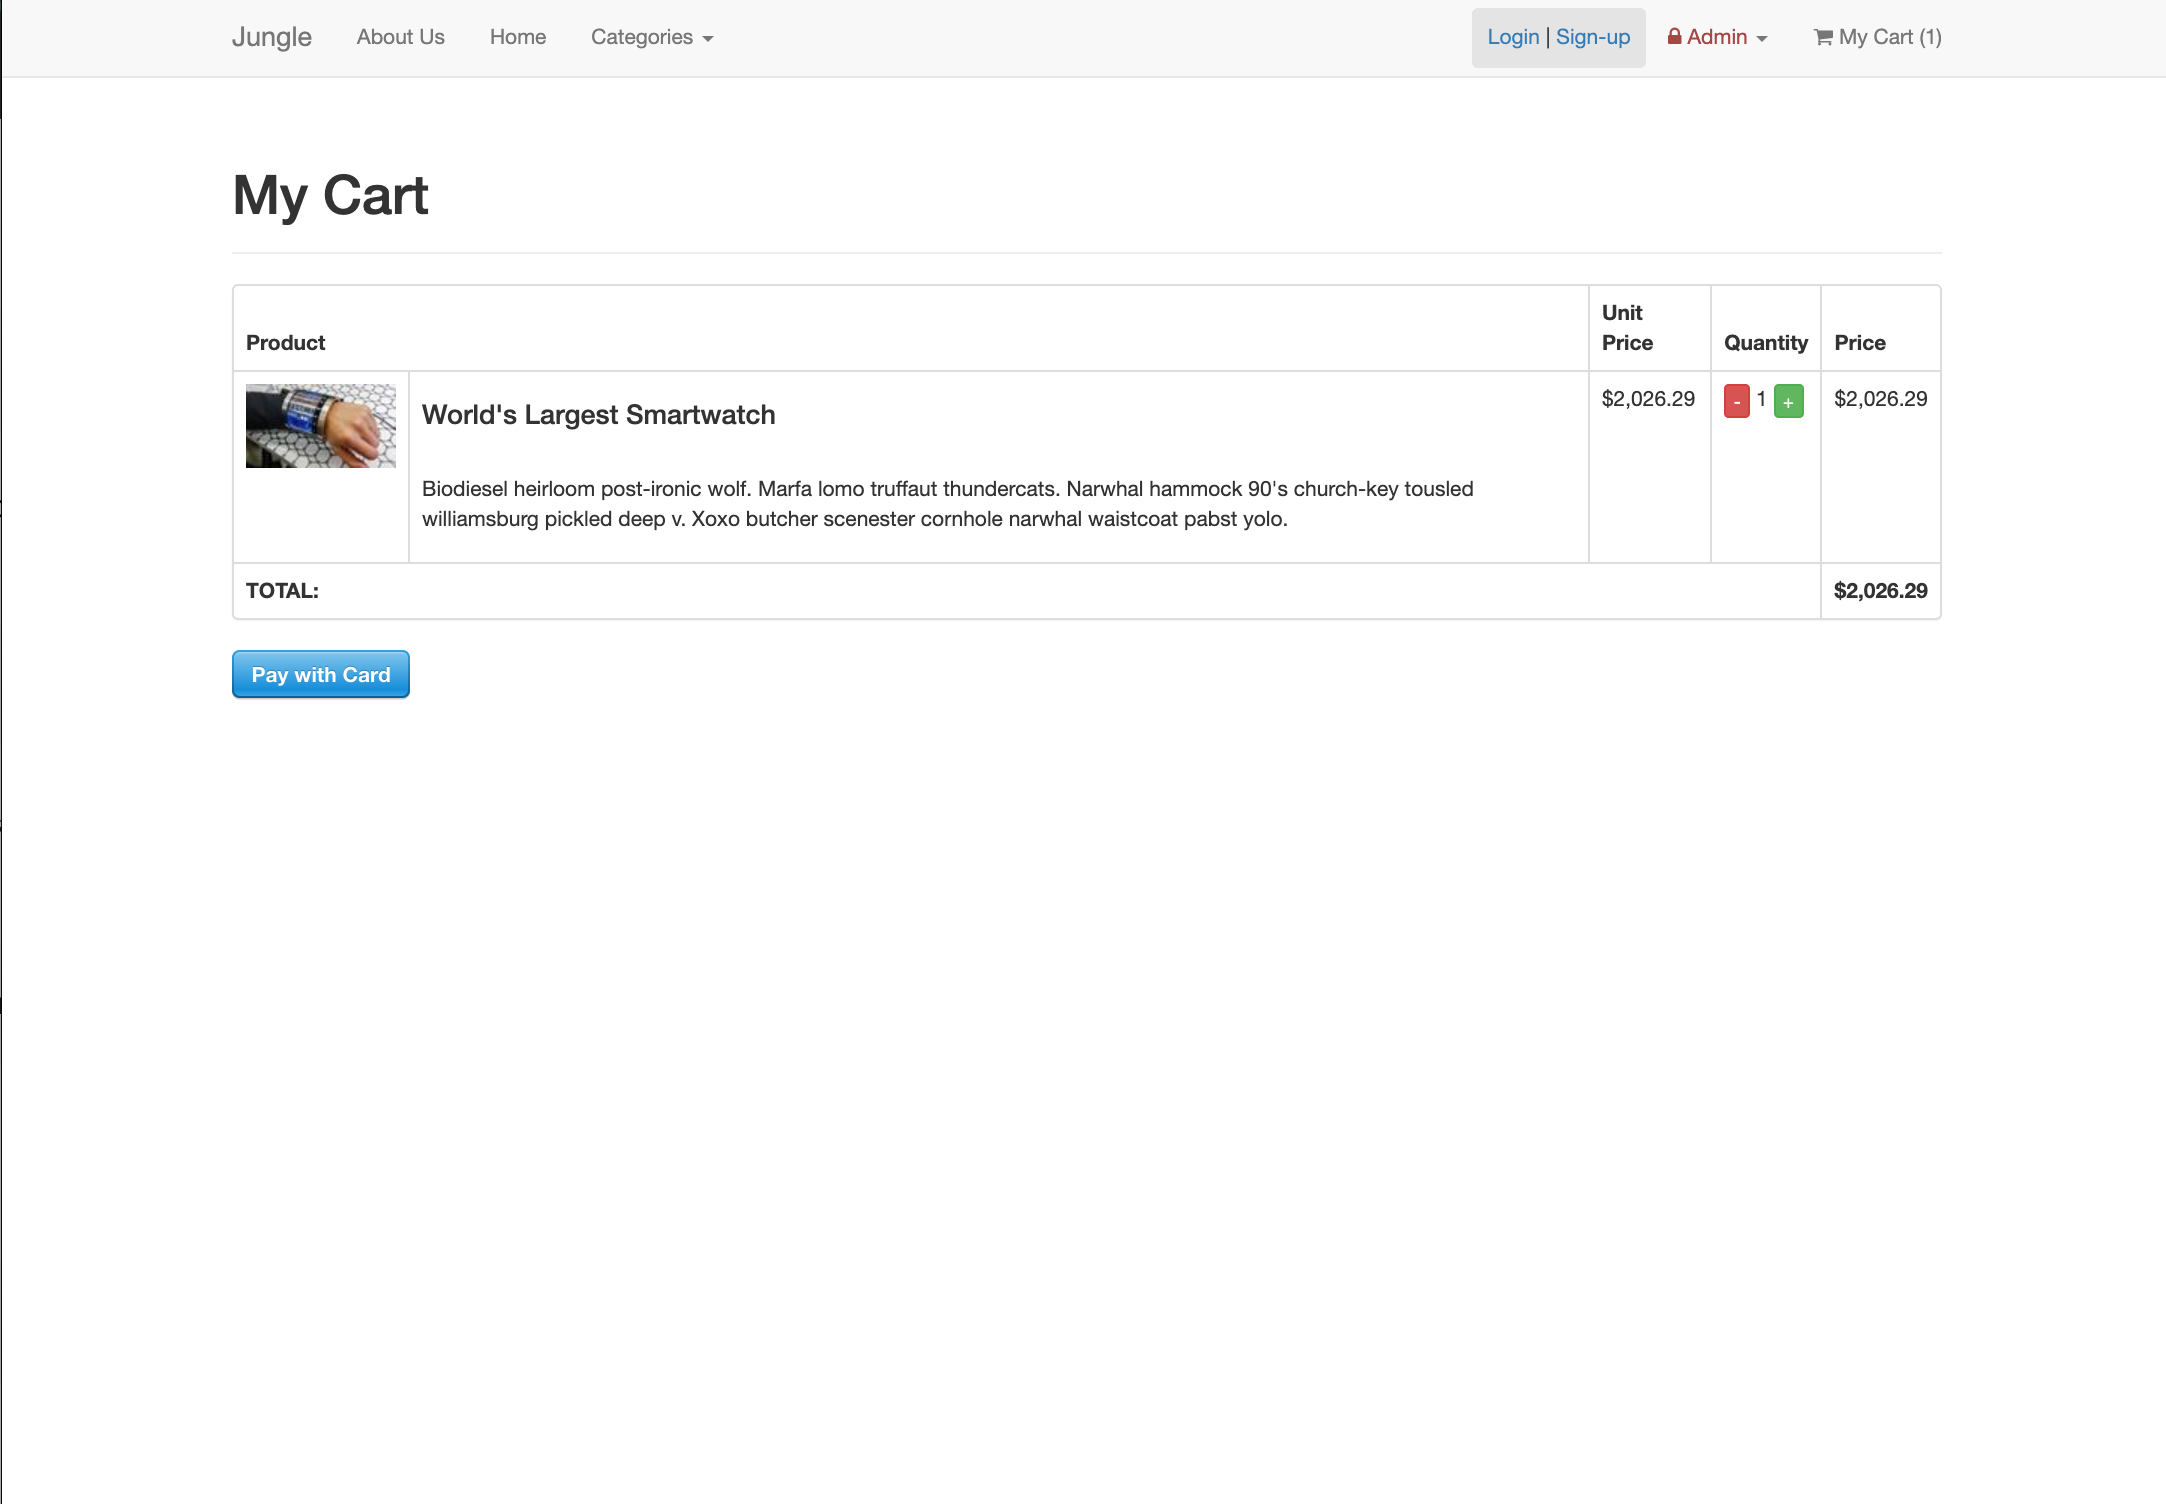 Jungle About Us Home Categories Login | Sign-up Admin My Cart (1)
My Cart
Product Unit Price Quantity Price
World's Largest Smartwatch $2,026.29 - 1 + $2,026.29
Biodiesel heirloom post-ironic wolf. Marfa lomo truffaut thundercats. Narwhal hammock 90's church-key tousled
williamsburg pickled deep v. Xoxo butcher scenester cornhole narwhal waistcoat pabst yolo.
TOTAL: $2,026.29
Pay with Card